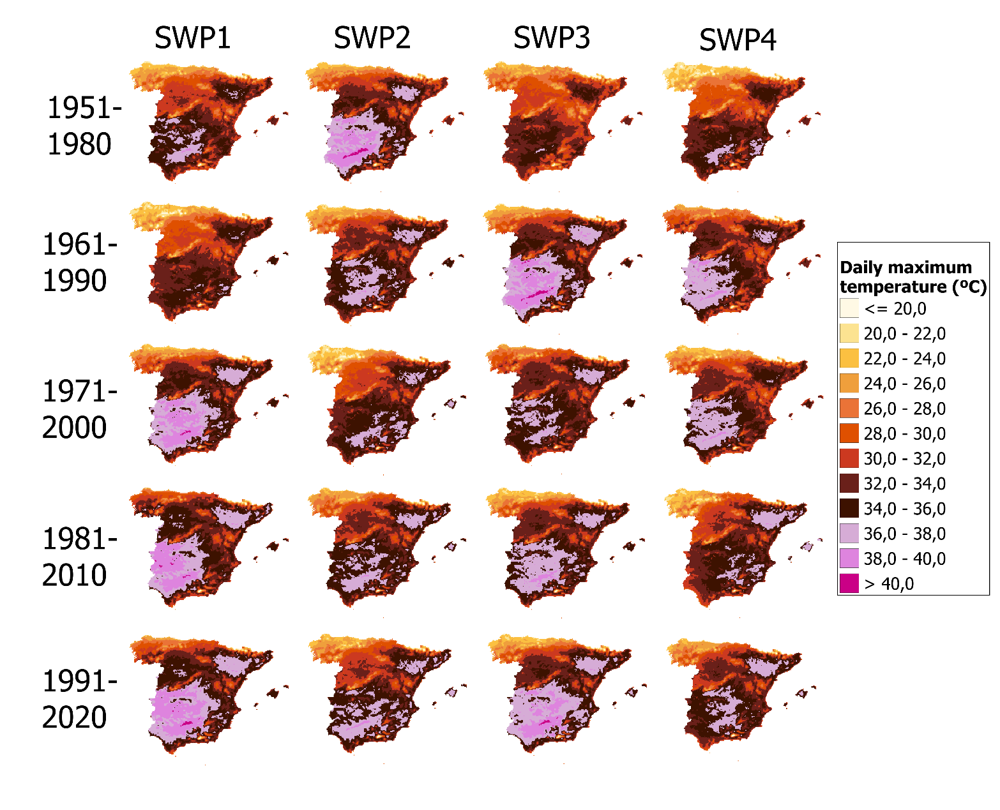 SWP1 SWP2 SWP3 SWP4
1951-
1980
1961-
1990
1971-
2000
1981-
2010
1991-
2020
Daily maximum
temperature (ºC)
<= 20,0
20,0 - 22,0
22,0 - 24,0
24,0 - 26,0
26,0 - 28,0
28,0 - 30,0
30,0 - 32,0
32,0 - 34,0
34,0 - 36,0
36,0 - 38,0
38,0 - 40,0
> 40,0